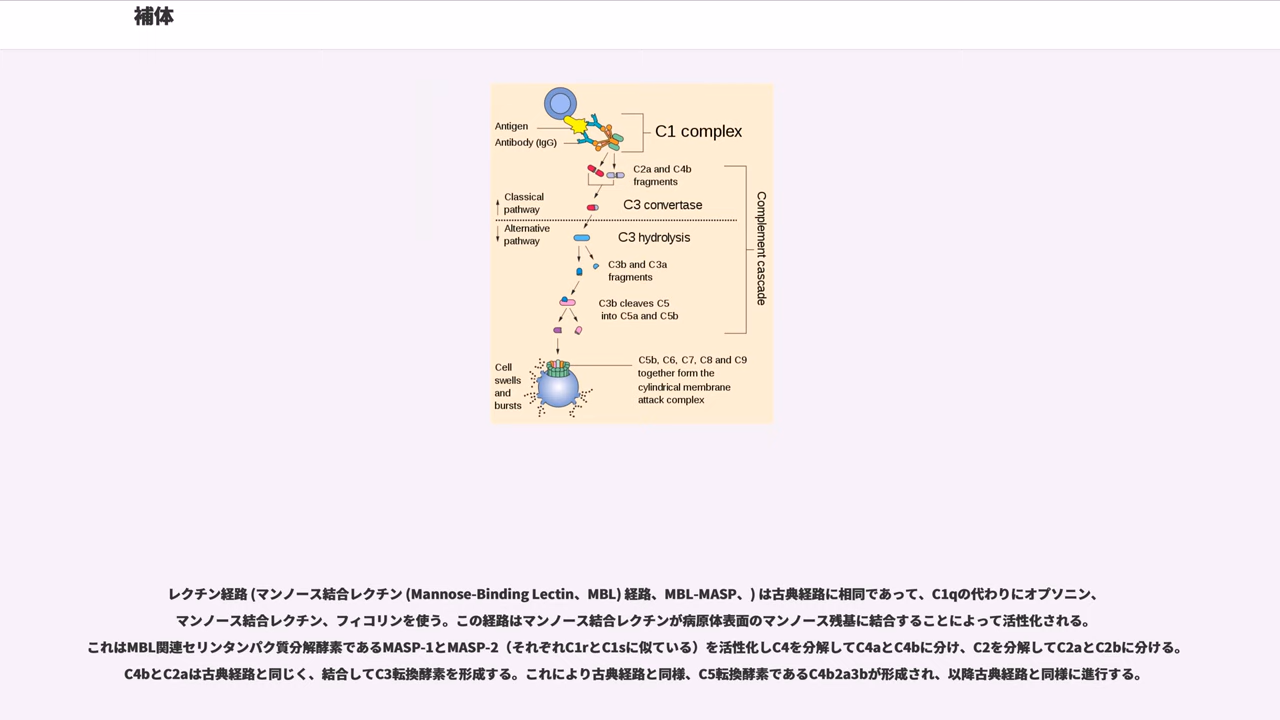 補体
Antigen
Antibody (IgG)
C1 complex
C2a and C4b
fragments
Classical
pathway
C3 convertase
Alternative
pathway
C3 hydrolysis
C3b and C3a
fragments
C3b cleaves C5
into C5a and C5b
Complement cascade
Cell
swells
and
bursts
C5b, C6, C7, C8 and C9
together form the
cylindrical membrane
attack complex
レクチン経路 (マンノース結合レクチン (Mannose-Binding Lectin、MBL) 経路、MBL-MASP、) は古典経路に相同であって、C1qの代わりにオプソニン、
マンノース結合レクチン、フィコリンを使う。この経路はマンノース結合レクチンが病原体表面のマンノース残基に結合することによって活性化される。
これはMBL関連セリンタンパク質分解酵素であるMASP-1とMASP-2（それぞれC1rとC1sに似ている）を活性化しC4を分解してC4aとC4bに分け、C2を分解してC2aとC2bに分ける。
C4bとC2aは古典経路と同じく、結合してC3転換酵素を形成する。これにより古典経路と同様、C5転換酵素であるC4b2a3bが形成され、以降古典経路と同様に進行する。